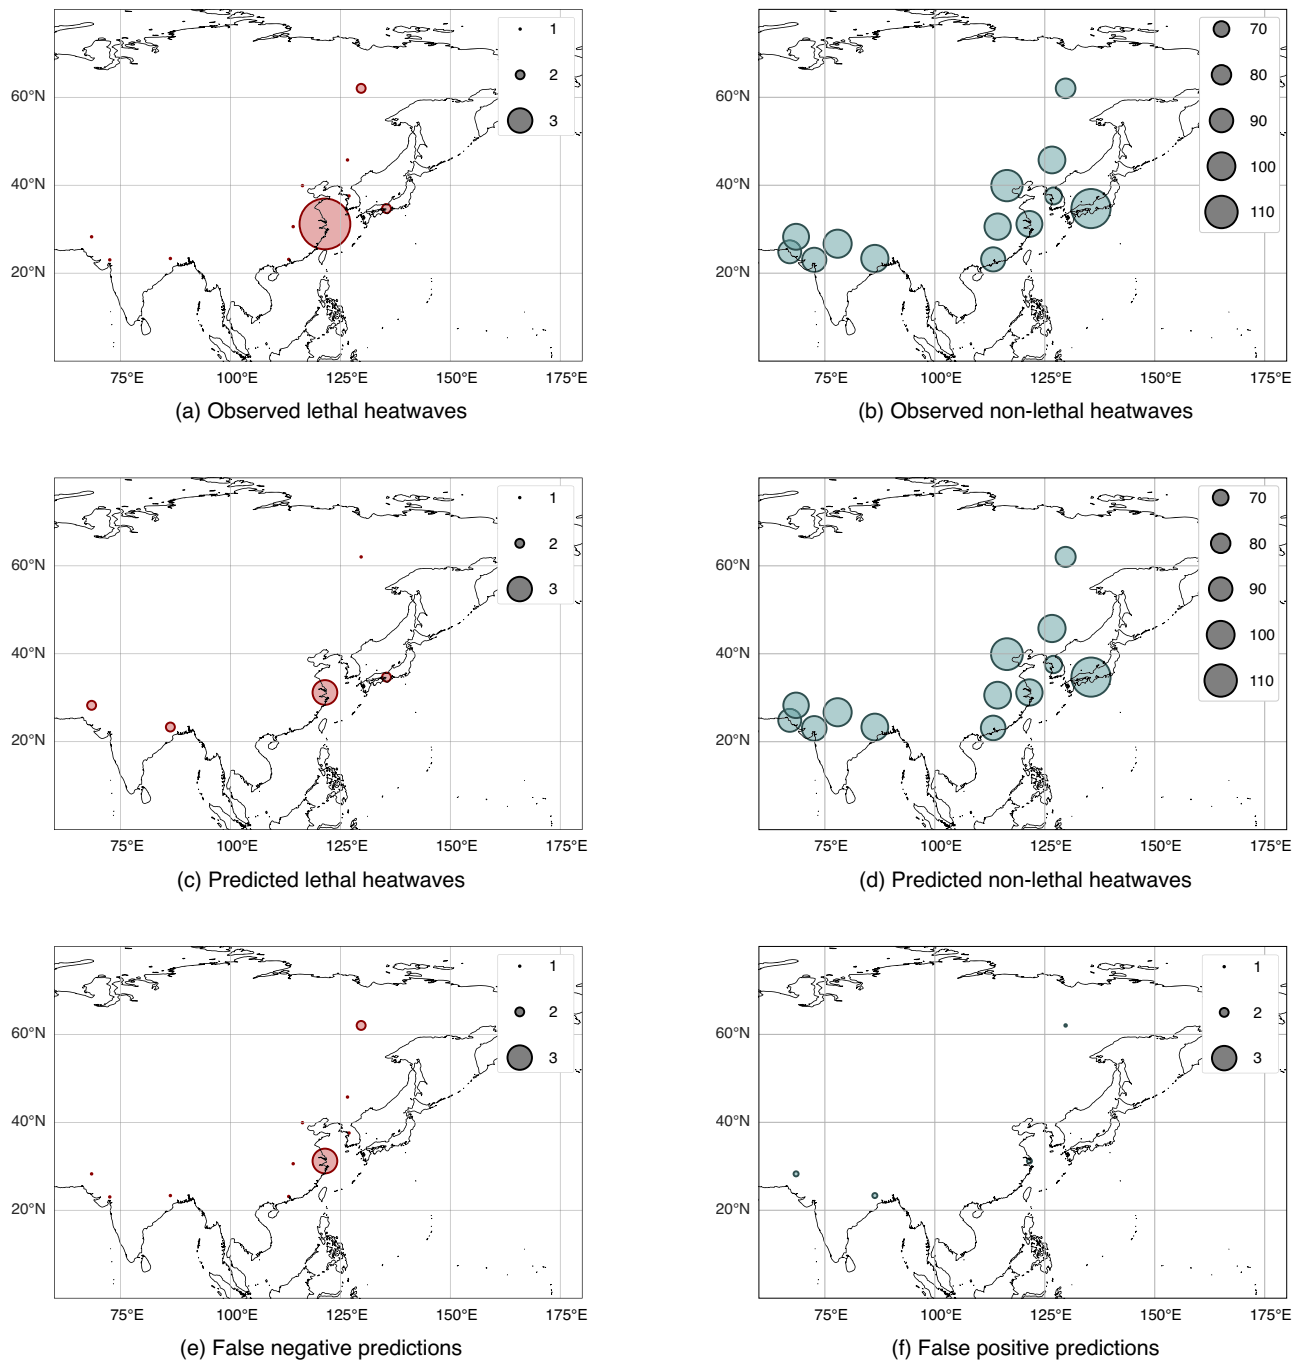 1
2
3
60°N
40°N
20°N
75°E 100°E 125°E 150°E 175°E
(a) Observed lethal heatwaves
70
80
90
100
110
60°N
40°N
20°N
75°E 100°E 125°E 150°E 175°E
(b) Observed non-lethal heatwaves
1
2
3
60°N
40°N
20°N
75°E 100°E 125°E 150°E 175°E
(c) Predicted lethal heatwaves
70
80
90
100
110
60°N
40°N
20°N
75°E 100°E 125°E 150°E 175°E
(d) Predicted non-lethal heatwaves
1
2
3
60°N
40°N
20°N
75°E 100°E 125°E 150°E 175°E
(e) False negative predictions
1
2
3
60°N
40°N
20°N
75°E 100°E 125°E 150°E 175°E
(f) False positive predictions